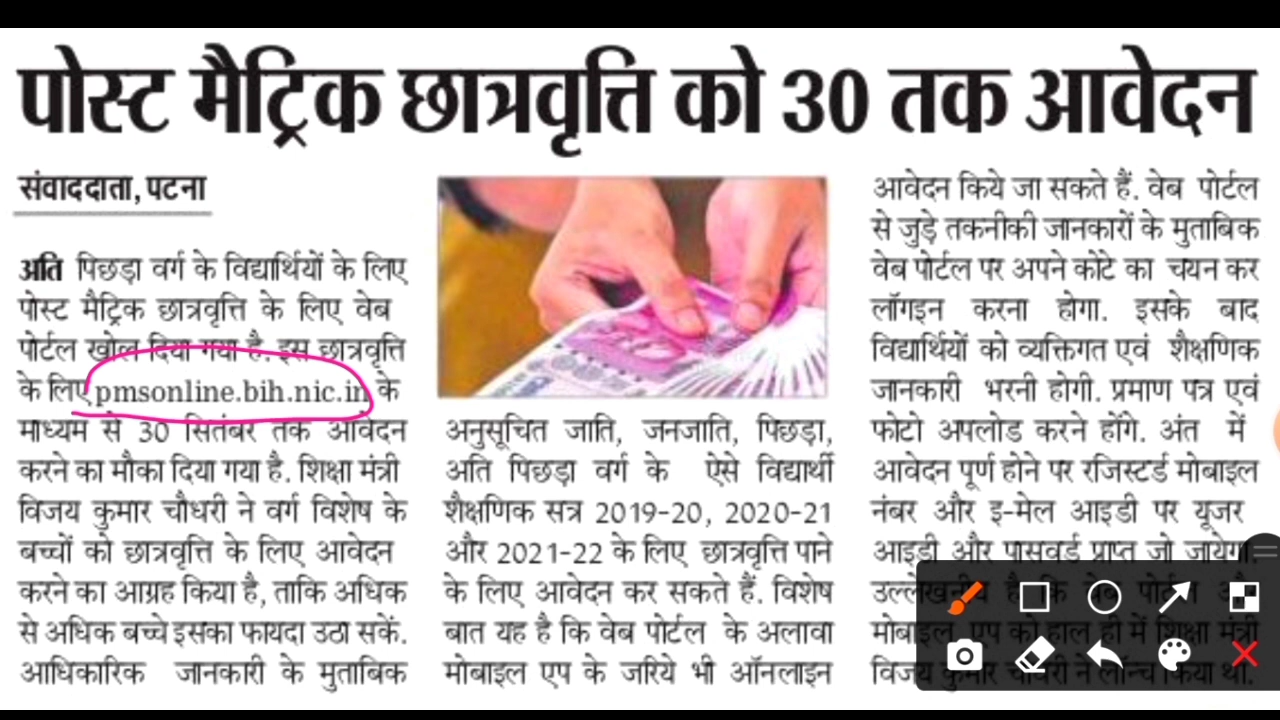 पोस्ट मैट्रिक छात्रवृत्ति को 30 तक आवेदन
संवाददाता, पटना
अति पिछड़ा वर्ग के विद्यार्थियों के लिए
पोस्ट मैट्रिक छात्रवृत्ति के लिए वेब
पोर्टल खोल दिया गया है. इस छात्रवृत्ति
के लिए pmsonline.bih.nic.in के
माध्यम से 30 सितंबर तक आवेदन
करने का मौका दिया गया है. शिक्षा मंत्री
विजय कुमार चौधरी ने वर्ग विशेष के
बच्चों को छात्रवृत्ति के लिए आवेदन
करने का आग्रह किया है, ताकि अधिक
से अधिक बच्चे इसका फायदा उठा सकें.
आधिकारिक जानकारी के मुताबिक
अनुसूचित जाति, जनजाति, पिछड़ा,
अति पिछड़ा वर्ग के ऐसे विद्यार्थी
शैक्षणिक सत्र 2019-20, 2020-21
और 2021-22 के लिए छात्रवृत्ति पाने
के लिए आवेदन कर सकते हैं. विशेष
बात यह है कि वेब पोर्टल के अलावा
मोबाइल एप के जरिये भी ऑनलाइन
आवेदन किये जा सकते हैं. वेब पोर्टल
से जुड़े तकनीकी जानकारों के मुताबिक
वेब पोर्टल पर अपने कोटे का चयन कर
लॉगइन करना होगा. इसके बाद
विद्यार्थियों को व्यक्तिगत एवं शैक्षणिक
जानकारी भरनी होगी. प्रमाण पत्र एवं
फोटो अपलोड करने होंगे. अंत में
आवेदन पूर्ण होने पर रजिस्टर्ड मोबाइल
नंबर और इ-मेल आइडी पर यूजर
आइडी और पासवर्ड प्राप्त जो जायेगा.
उल्लेखनीय है कि वेब पोर्टल और
मोबाइल एप को हाल ही में शिक्षा मंत्री
विजय कुमार चौधरी ने लॉन्च किया था.